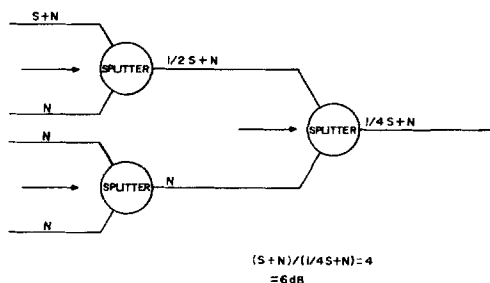 S+N
SPLITTER
1/2 S+N
N
N
SPLITTER
1/4 S+N
SPLITTER
N
N
(S+N)/(1/4S+N)=4
=6dB